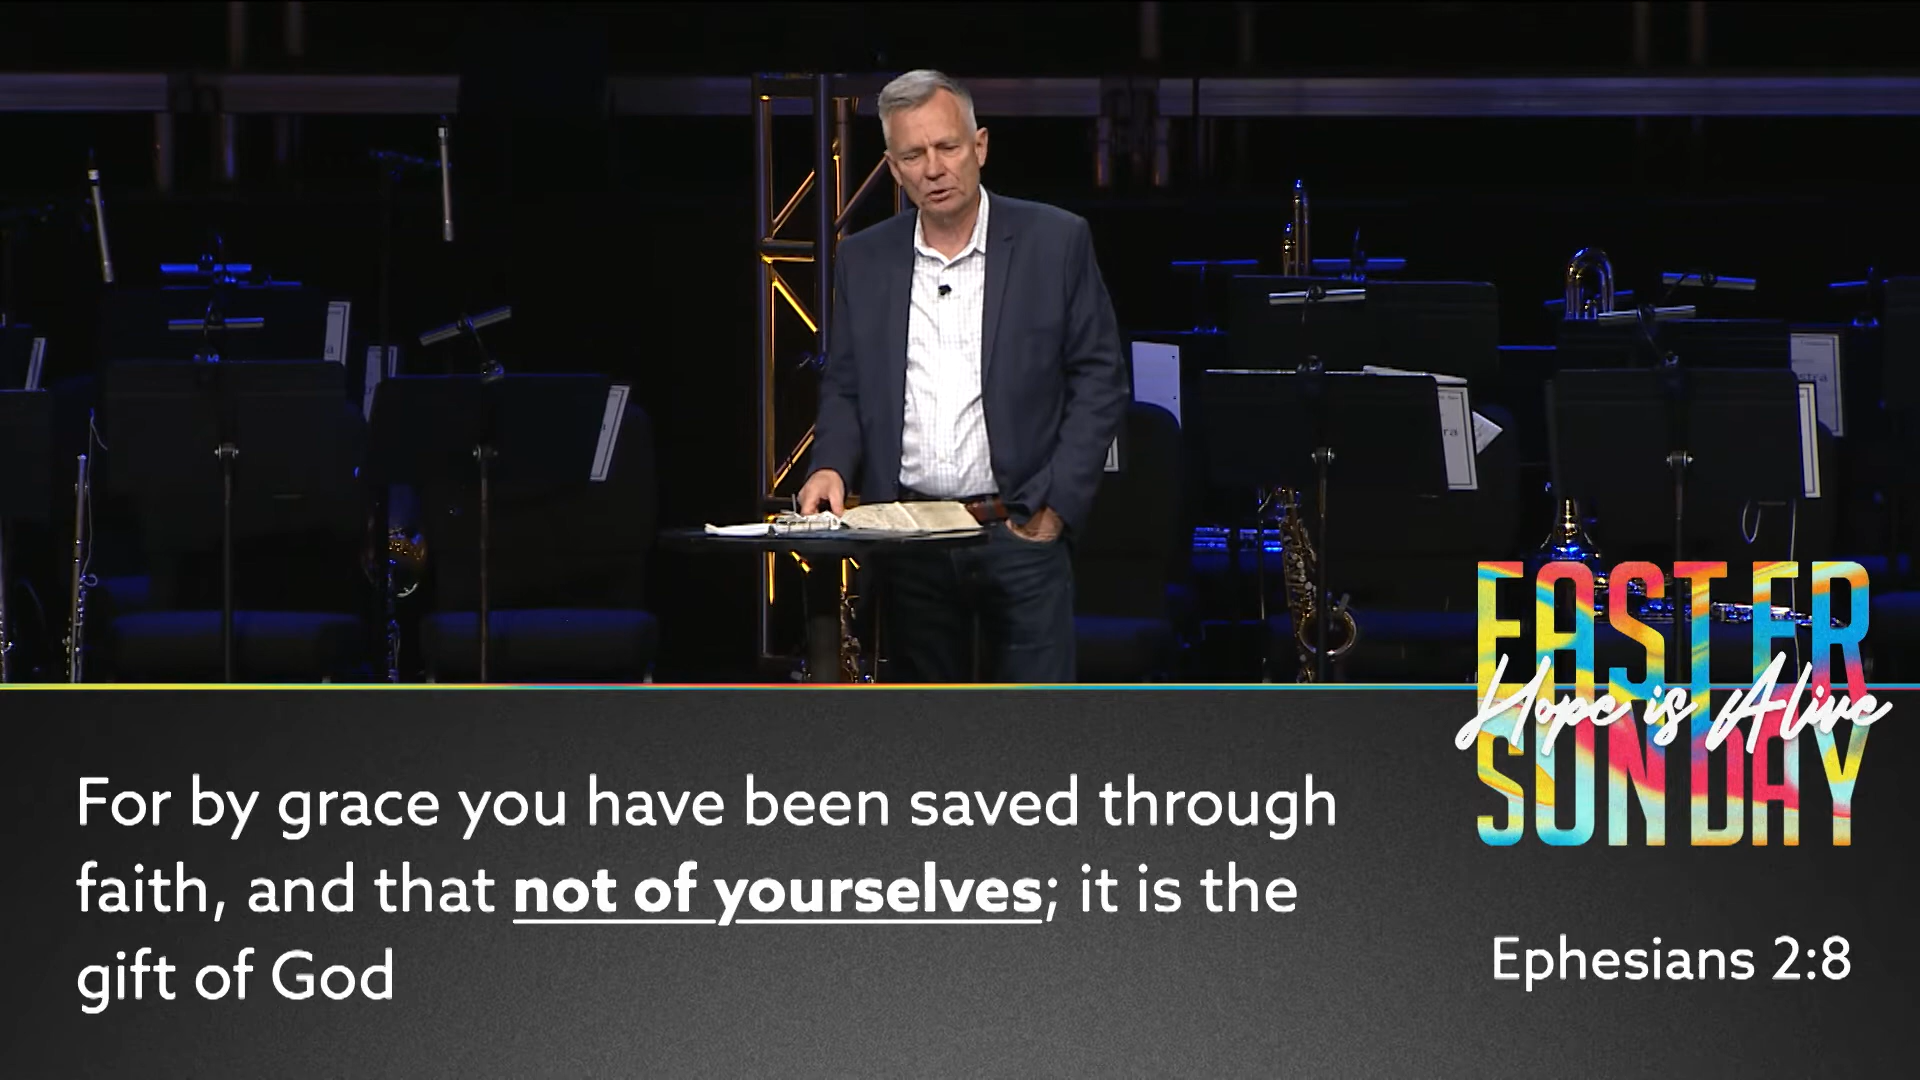 EASTER
Hope is Alive
SUNDAY
For by grace you have been saved through
faith, and that not of yourselves; it is the
gift of God
Ephesians 2:8